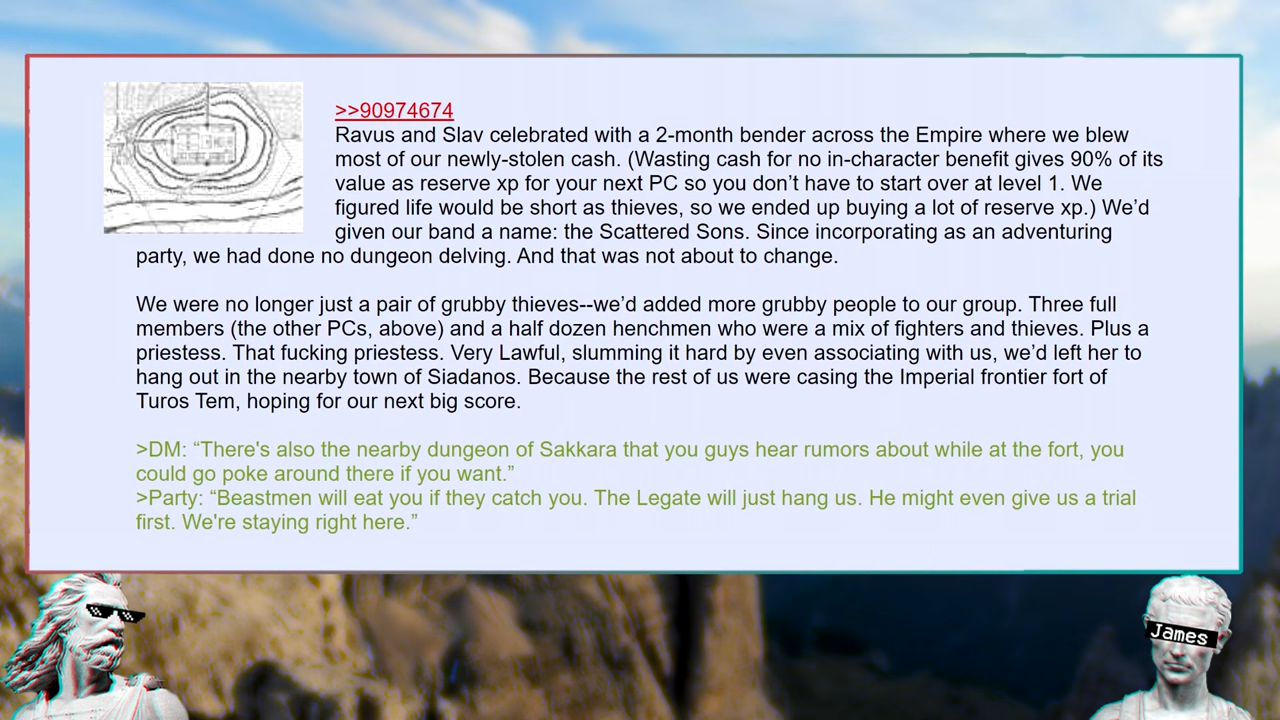 >>90974674
Ravus and Slav celebrated with a 2-month bender across the Empire where we blew
most of our newly-stolen cash. (Wasting cash for no in-character benefit gives 90% of its
value as reserve xp for your next PC so you don’t have to start over at level 1. We
figured life would be short as thieves, so we ended up buying a lot of reserve xp.) We’d
given our band a name: the Scattered Sons. Since incorporating as an adventuring
party, we had done no dungeon delving. And that was not about to change.
We were no longer just a pair of grubby thieves--we’d added more grubby people to our group. Three full
members (the other PCs, above) and a half dozen henchmen who were a mix of fighters and thieves. Plus a
priestess. That fucking priestess. Very Lawful, slumming it hard by even associating with us, we’d left her to
hang out in the nearby town of Siadanos. Because the rest of us were casing the Imperial frontier fort of
Turos Tem, hoping for our next big score.
>DM: “There's also the nearby dungeon of Sakkara that you guys hear rumors about while at the fort, you
could go poke around there if you want.”
>Party: “Beastmen will eat you if they catch you. The Legate will just hang us. He might even give us a trial
first. We're staying right here.”
James